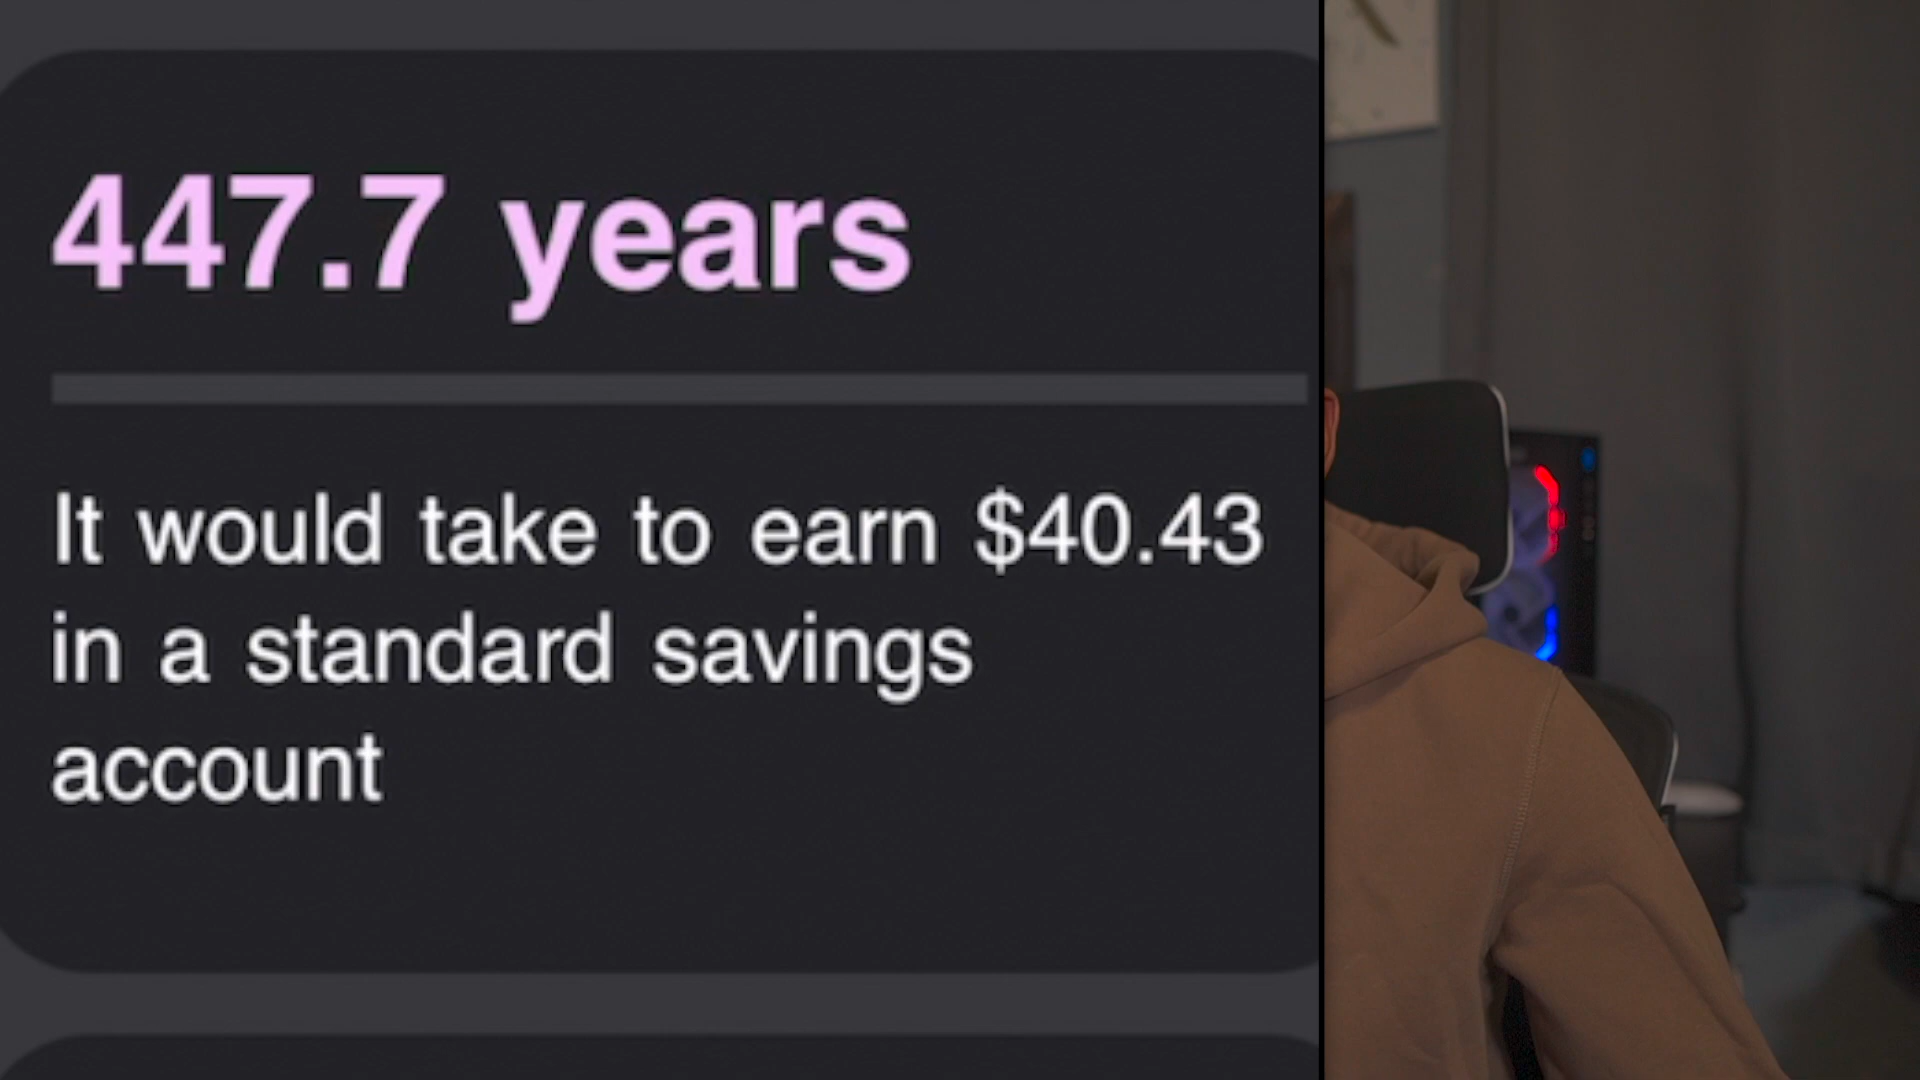 447.7 years
It would take to earn $40.43
in a standard savings
account